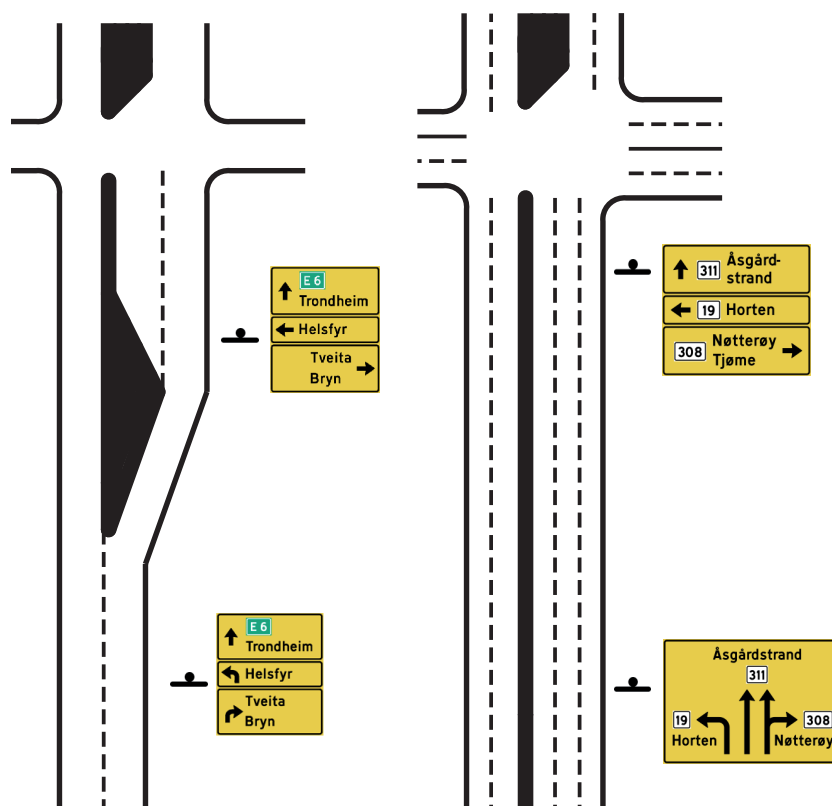 E 6
Trondheim
Helsfyr
Tveita
Bryn
E 6
Trondheim
Helsfyr
Tveita
Bryn
311 Åsgård-
strand
19 Horten
308 Nøtterøy
Tjøme
Åsgårdstrand
311
19 308
Horten Nøtterøy